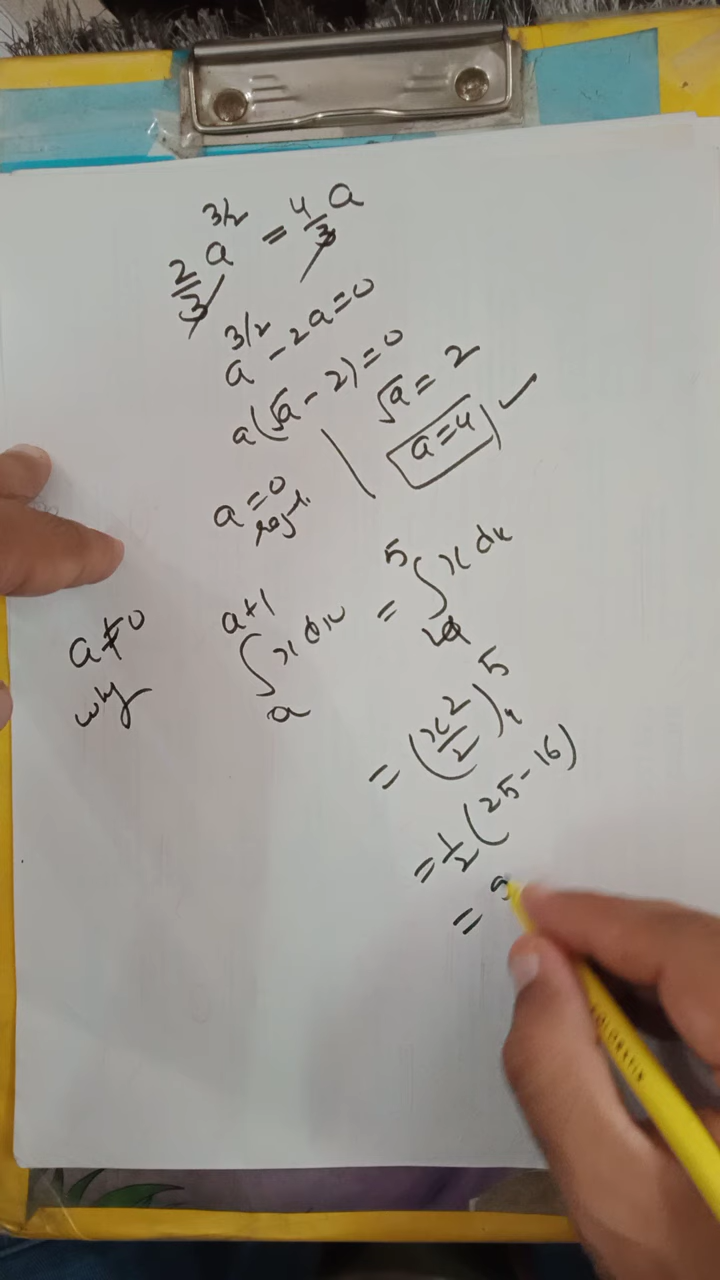 2/3 a^3/2 = 4/3 a
a^3/2 - 2a = 0
a(√a - 2) = 0
√a = 2
a = 4 ✓
a = 0
a ≠ 0
why
∫_a^a+1 x dx = ∫_4^5 x dx
= (x²/2)_4^5
= 1/2 (25 - 16)
= 9